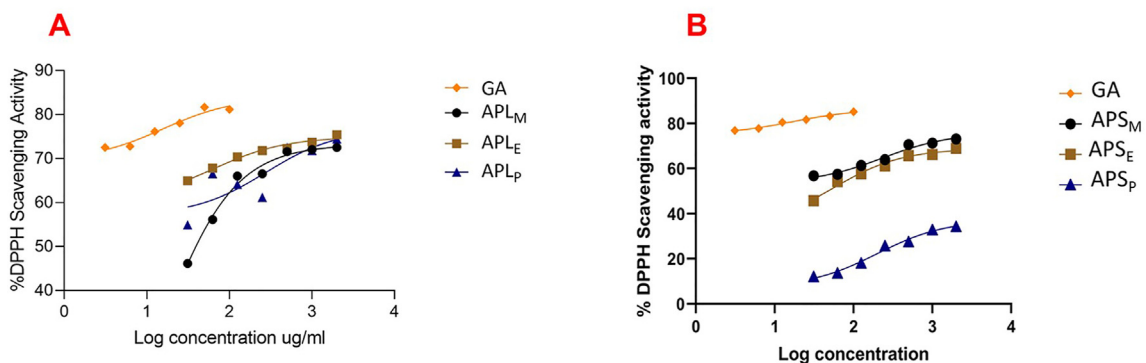 A
%DPPH Scavenging Activity
90
80
70
60
50
40
0
1
2
3
4
Log concentration ug/ml
GA
APLM
APLE
APLP
B
% DPPH Scavenging activity
100
80
60
40
20
0
0
1
2
3
4
Log concentration
GA
APSM
APSE
APSP